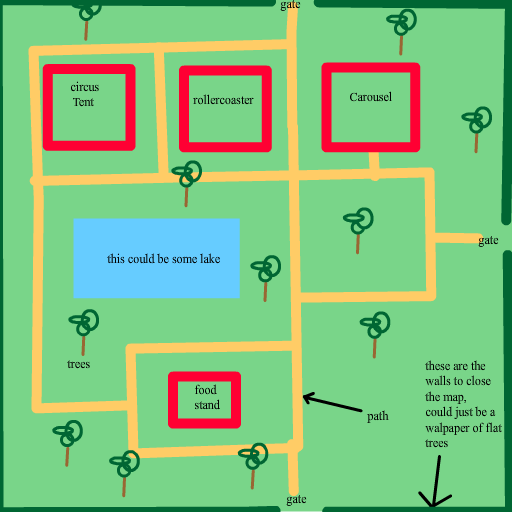 gate
circus
Tent
rollercoaster
Carousel
gate
this could be some lake
trees
food
stand
path
these are the
walls to close
the map,
could just be a
walpaper of flat
trees
gate